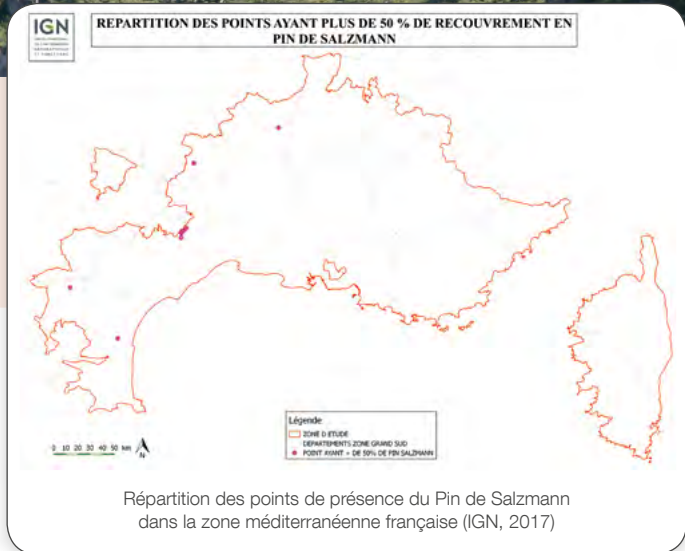 IGN
REPARTITION DES POINTS AYANT PLUS DE 50 % DE RECOUVREMENT EN
PIN DE SALZMANN
Légende
ZONE D ETUDE
DEPARTEMENTS ZONE GRAND SUD
POINT AYANT + DE 50% DE PIN SALZMANN
0 10 20 30 40 50 km
N
Répartition des points de présence du Pin de Salzmann
dans la zone méditerranéenne française (IGN, 2017)